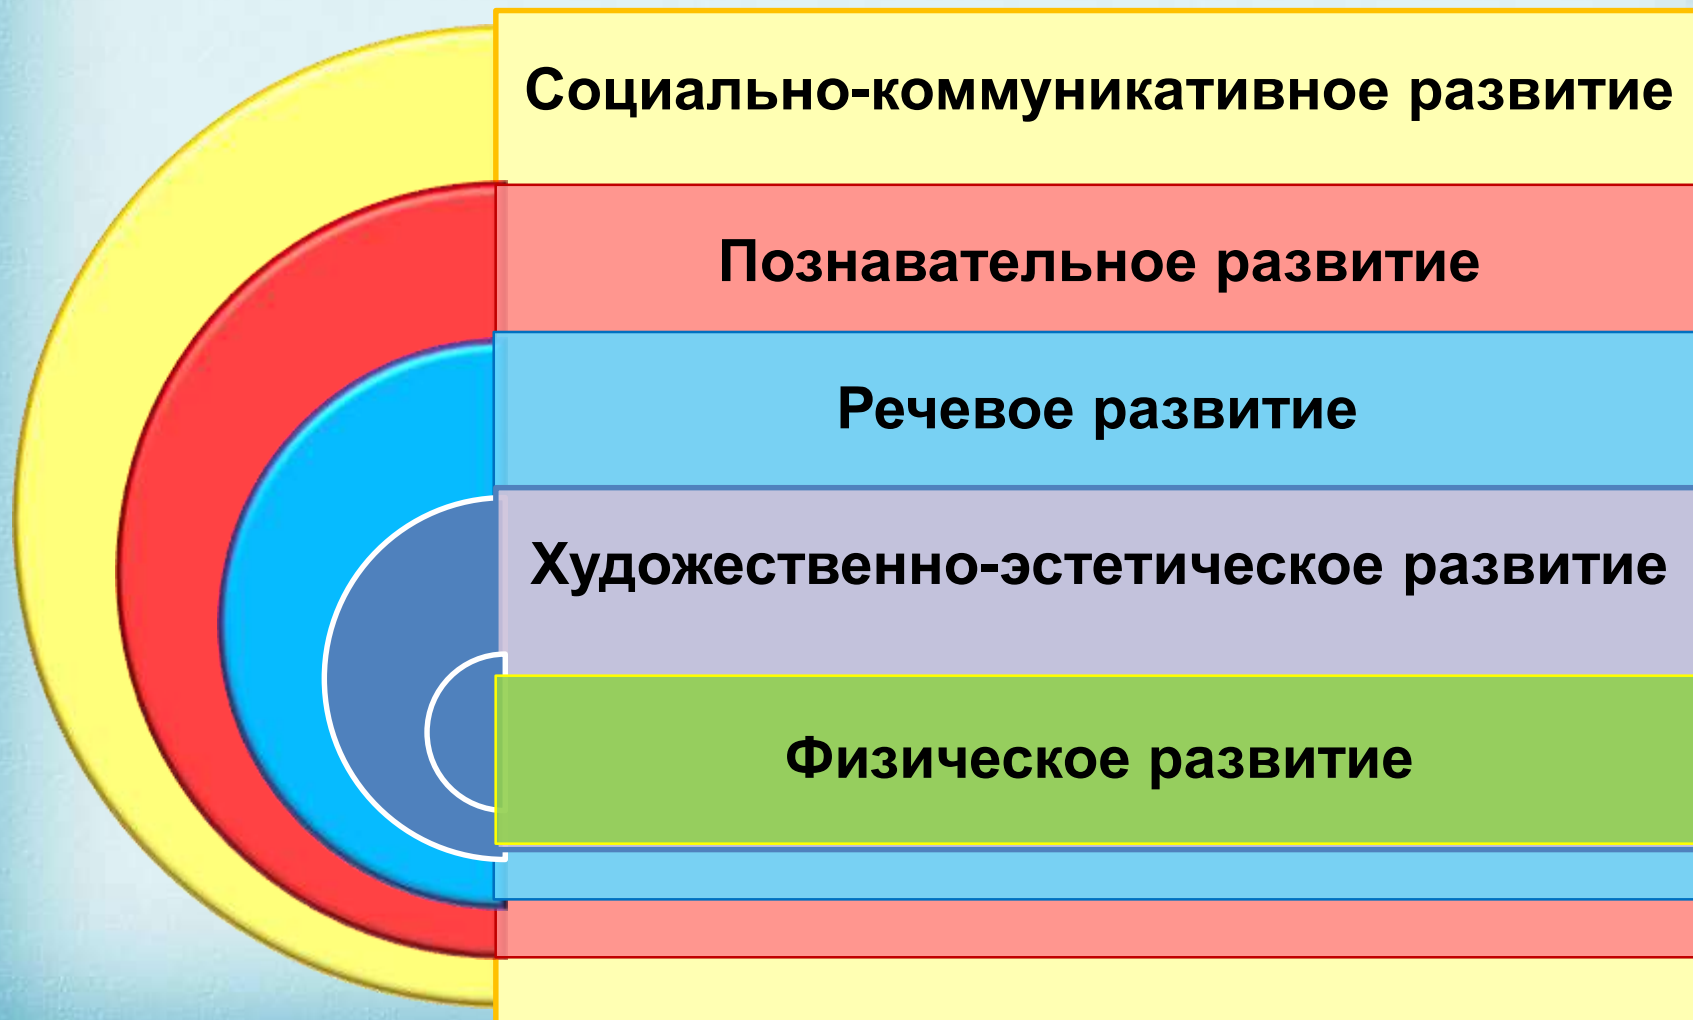 Социально-коммуникативное развитие
Познавательное развитие
Речевое развитие
Художественно-эстетическое развитие
Физическое развитие